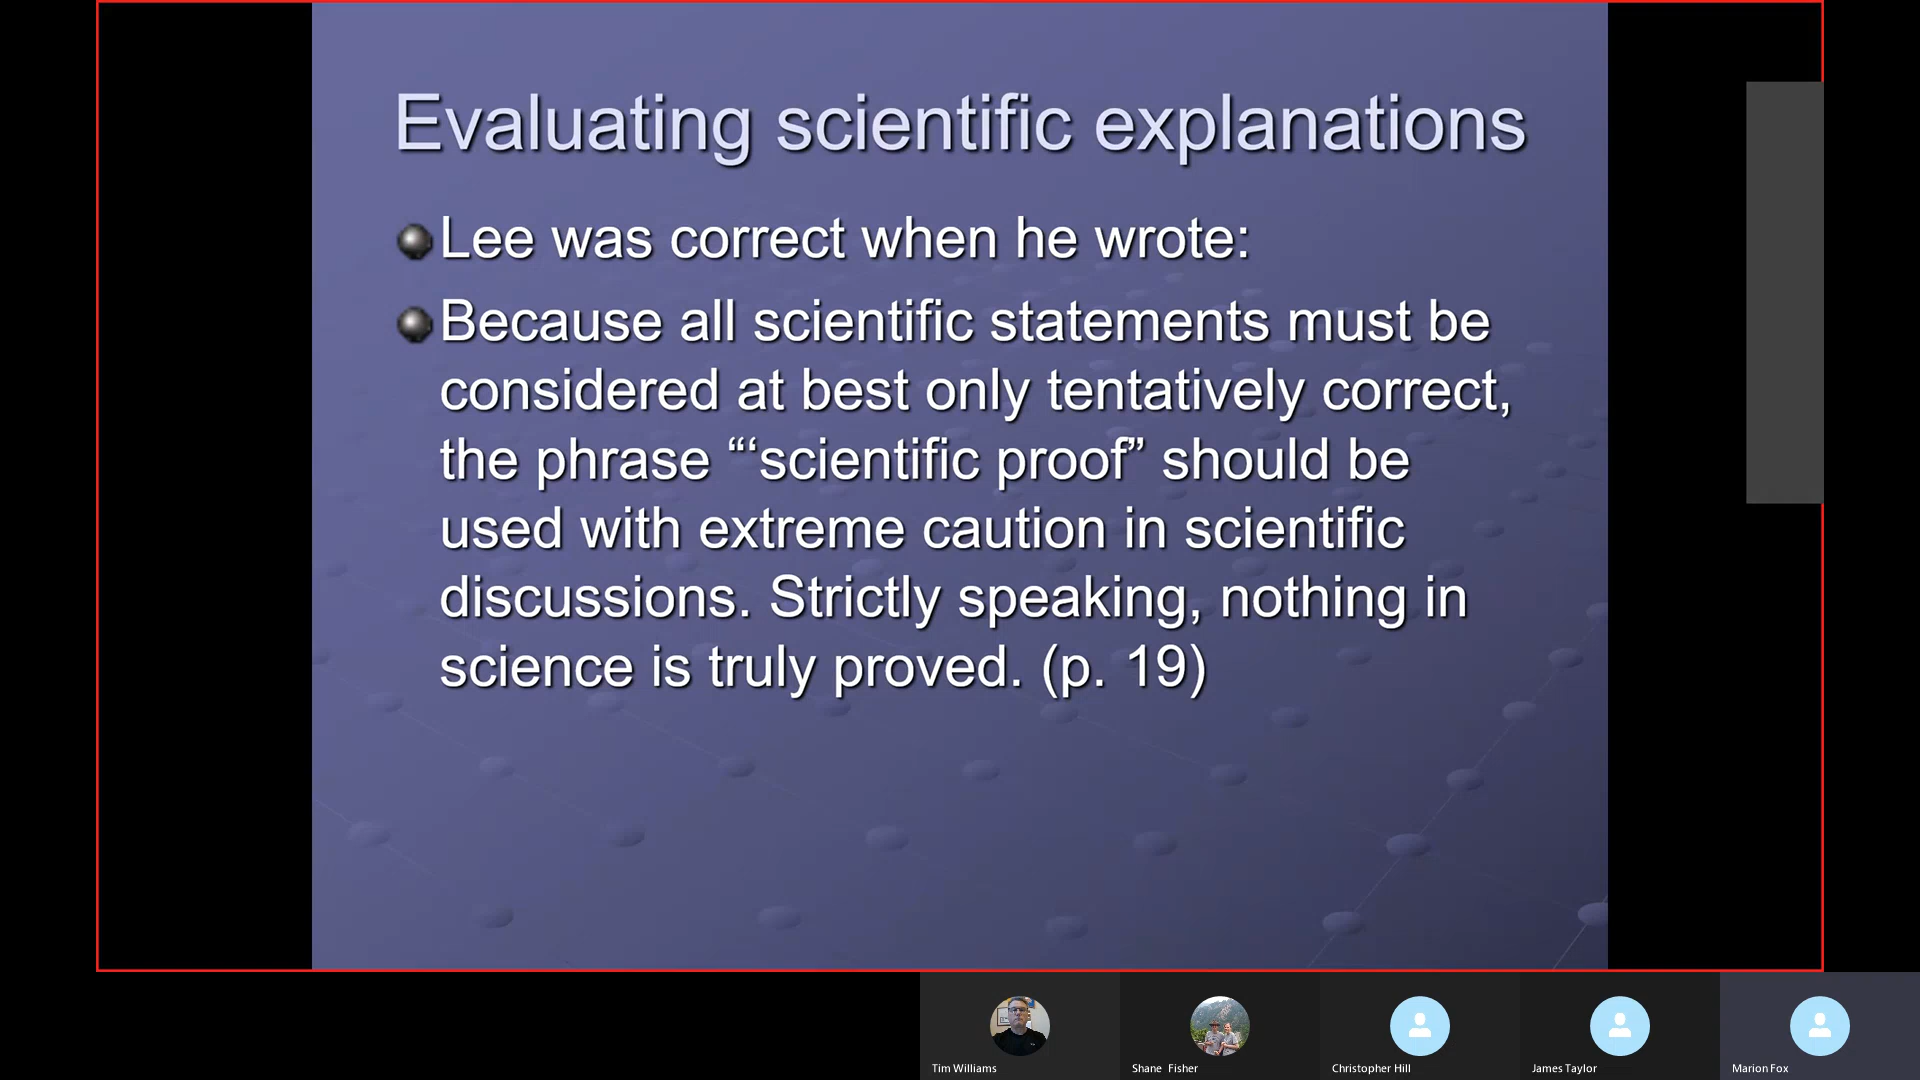 Evaluating scientific explanations
Lee was correct when he wrote:
Because all scientific statements must be
considered at best only tentatively correct,
the phrase “‘scientific proof” should be
used with extreme caution in scientific
discussions. Strictly speaking, nothing in
science is truly proved. (p. 19)
Tim Williams
Shane Fisher
Christopher Hill
James Taylor
Marion Fox